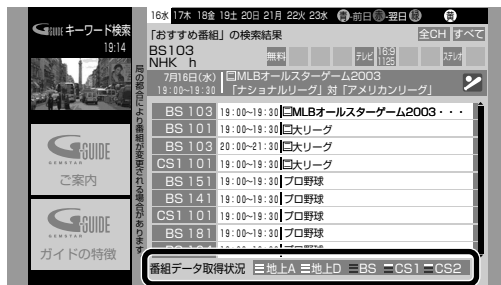 GGUIDE キーワード検索
19:14
GGUIDE
GEMSTAR
ご案内
GGUIDE
GEMSTAR
ガイドの特徴
局の都合により番組が変更される場合があります
16水 17木 18金 19土 20日 21月 22火 23水 青-前日 赤-翌日 緑 黄
「おすすめ番組」の検索結果 全CH すべて
BS103
NHK h 無料 テレビ 16:9 1125 ステレオ
7月16日(水)
19:00~19:30
MLBオールスターゲーム2003
「ナショナルリーグ」対「アメリカンリーグ」
BS 103 19:00~19:30 MLBオールスターゲーム2003・・・
BS 101 19:00~19:30 大リーグ
BS 103 20:00~21:30 大リーグ
CS1 101 19:00~19:30 大リーグ
BS 151 19:00~19:30 プロ野球
BS 141 19:00~19:30 プロ野球
CS1 101 19:00~19:30 プロ野球
BS 181 19:00~19:30 プロ野球
番組データ取得状況 地上A 地上D BS CS1 CS2